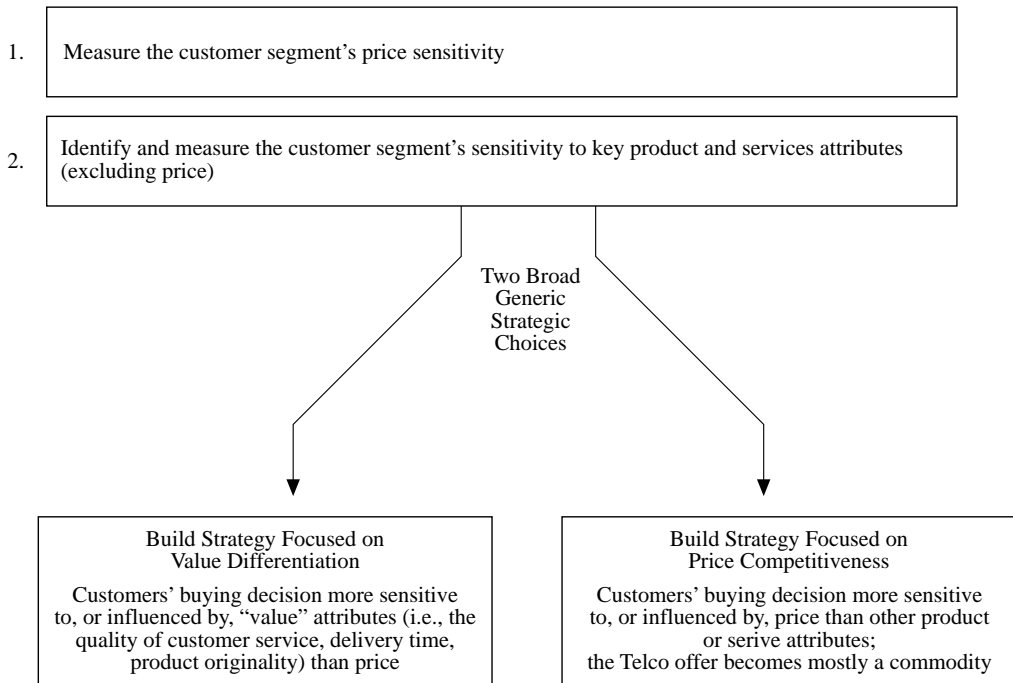 1. Measure the customer segment’s price sensitivity
2. Identify and measure the customer segment’s sensitivity to key product and services attributes
(excluding price)
Two Broad
Generic
Strategic
Choices
Build Strategy Focused on
Value Differentiation
Customers’ buying decision more sensitive
to, or influenced by, “value” attributes (i.e., the
quality of customer service, delivery time,
product originality) than price
Build Strategy Focused on
Price Competitiveness
Customers’ buying decision more sensitive
to, or influenced by, price than other product
or serive attributes;
the Telco offer becomes mostly a commodity